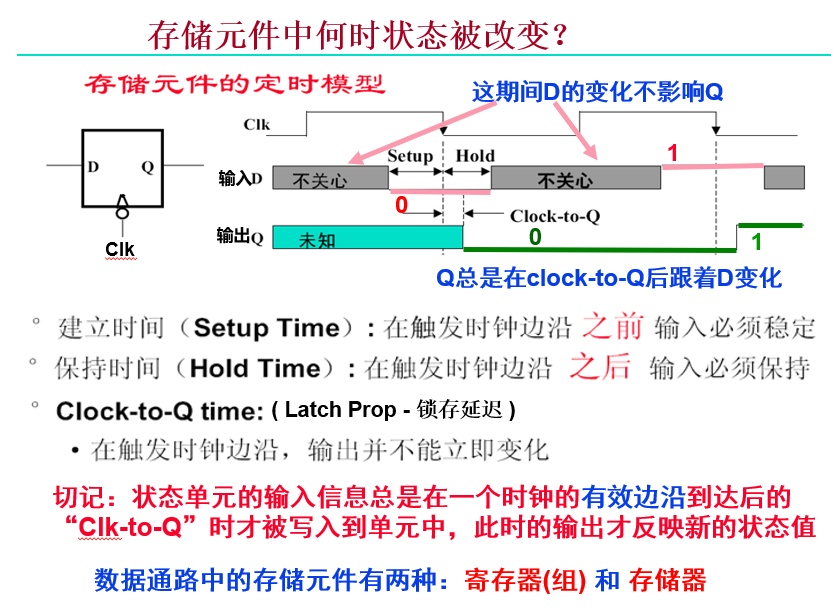 存储元件中何时状态被改变?
存储元件的定时模型
这期间D的变化不影响Q
Clk
Setup Hold
1
D Q
输入D
不关心
不关心
0
Clock-to-Q
输出Q
未知
0
1
Clk
Q总是在clock-to-Q后跟着D变化
° 建立时间（Setup Time）: 在触发时钟边沿 之前 输入必须稳定
° 保持时间（Hold Time）: 在触发时钟边沿 之后 输入必须保持
° Clock-to-Q time: ( Latch Prop - 锁存延迟 )
• 在触发时钟边沿，输出并不能立即变化
切记：状态单元的输入信息总是在一个时钟的有效边沿到达后的
“Clk-to-Q”时才被写入到单元中，此时的输出才反映新的状态值
数据通路中的存储元件有两种：寄存器(组) 和 存储器